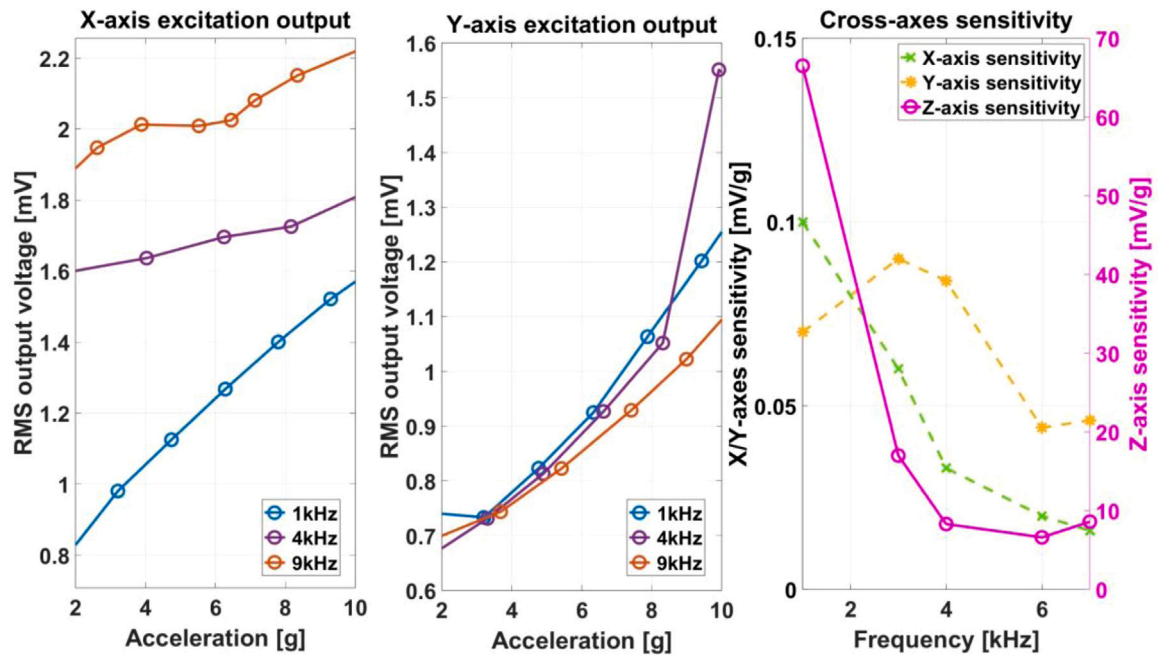 X-axis excitation output
RMS output voltage [mV]
2.2
2
1.8
1.6
1.4
1.2
1
0.8
2 4 6 8 10
Acceleration [g]
1kHz
4kHz
9kHz
Y-axis excitation output
RMS output voltage [mV]
1.6
1.5
1.4
1.3
1.2
1.1
1
0.9
0.8
0.7
0.6
2 4 6 8 10
Acceleration [g]
1kHz
4kHz
9kHz
Cross-axes sensitivity
X/Y-axes sensitivity [mV/g]
0.15
0.1
0.05
0
X-axis sensitivity
Y-axis sensitivity
Z-axis sensitivity
2 4 6
Frequency [kHz]
70
60
50
40
30
20
10
0
Z-axis sensitivity [mV/g]